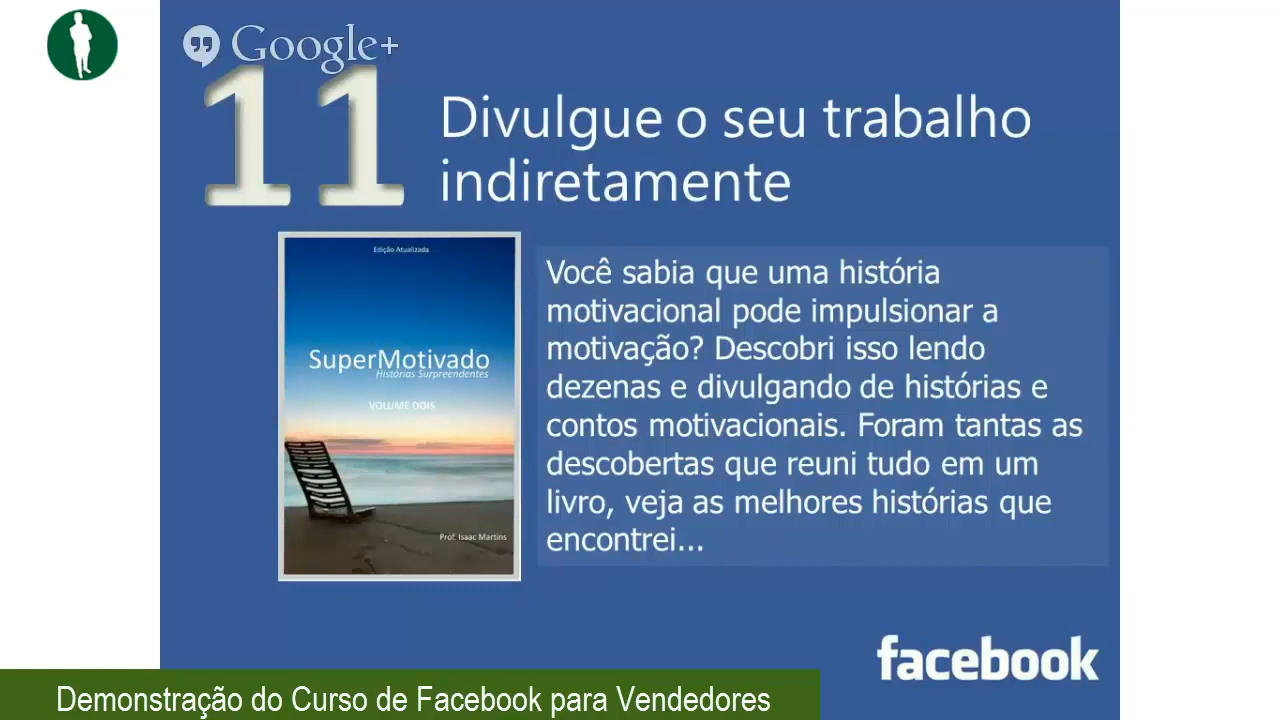 Google+
11
Divulgue o seu trabalho
indiretamente
Edição Atualizada
SuperMotivado
Histórias Surpreendentes
VOLUME DOIS
Prof. Isaac Martins
Você sabia que uma história
motivacional pode impulsionar a
motivação? Descobri isso lendo
dezenas e divulgando de histórias e
contos motivacionais. Foram tantas as
descobertas que reuni tudo em um
livro, veja as melhores histórias que
encontrei...
facebook
Demonstração do Curso de Facebook para Vendedores